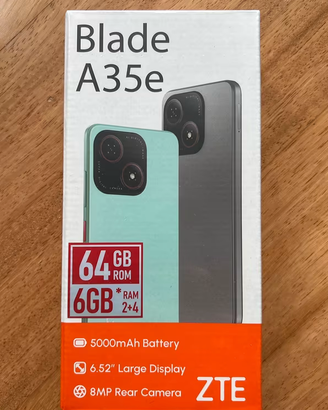 Blade
A35e
64 GB
ROM
6GB* RAM
2+4
5000mAh Battery
6.52" Large Display
8MP Rear Camera
ZTE